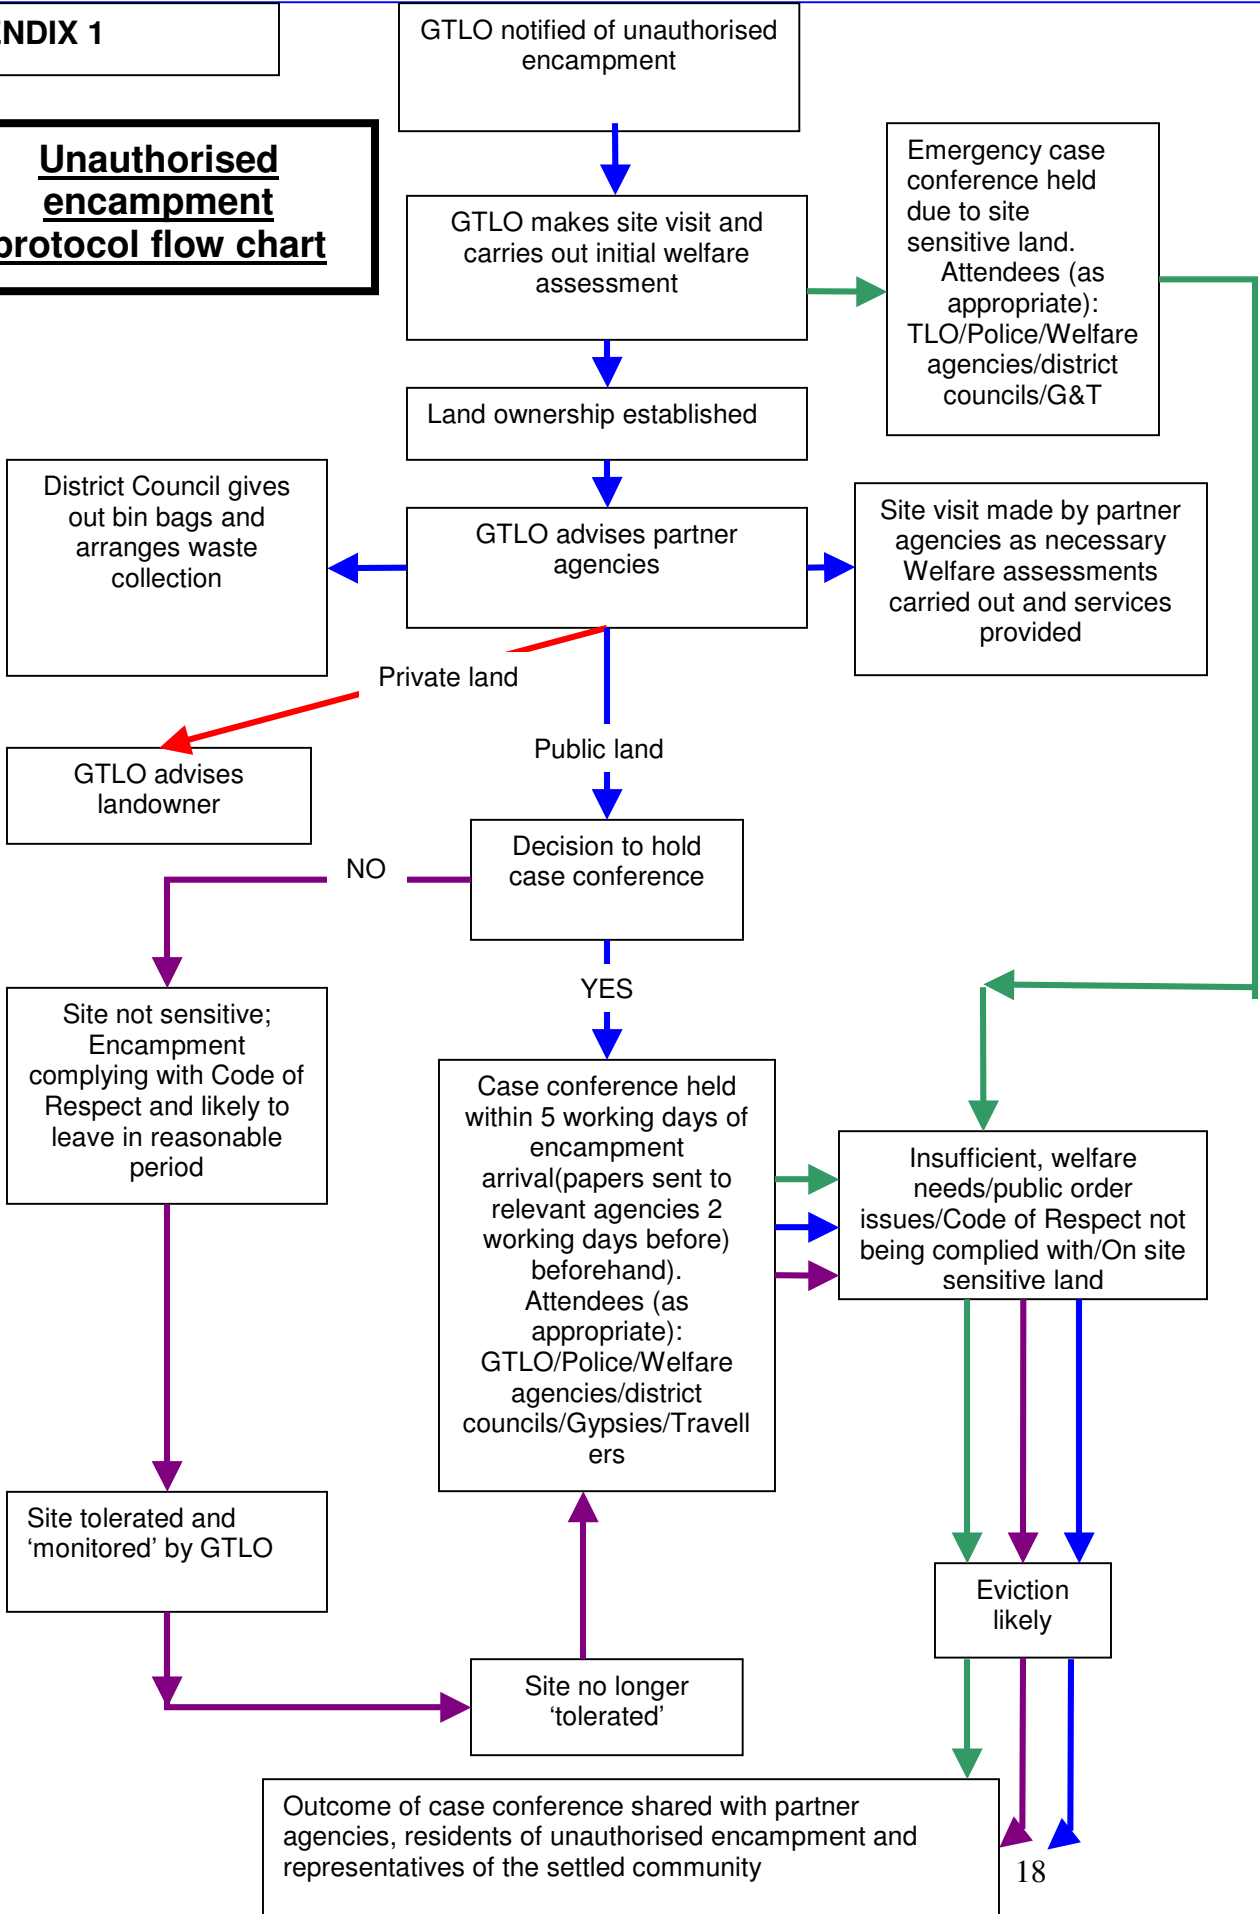 ENDIX 1
GTLO notified of unauthorised
encampment
Unauthorised
encampment
protocol flow chart
Emergency case
conference held
due to site
sensitive land.
Attendees (as
appropriate):
TLO/Police/Welfare
agencies/district
councils/G&T
GTLO makes site visit and
carries out initial welfare
assessment
Land ownership established
District Council gives
out bin bags and
arranges waste
collection
GTLO advises partner
agencies
Site visit made by partner
agencies as necessary
Welfare assessments
carried out and services
provided
Private land
Public land
GTLO advises
landowner
Decision to hold
case conference
NO
YES
Site not sensitive;
Encampment
complying with Code of
Respect and likely to
leave in reasonable
period
Case conference held
within 5 working days of
encampment
arrival(papers sent to
relevant agencies 2
working days before)
beforehand).
Attendees (as
appropriate):
GTLO/Police/Welfare
agencies/district
councils/Gypsies/Travell
ers
Insufficient, welfare
needs/public order
issues/Code of Respect not
being complied with/On site
sensitive land
Site tolerated and
‘monitored’ by GTLO
Eviction
likely
Site no longer
‘tolerated’
Outcome of case conference shared with partner
agencies, residents of unauthorised encampment and
representatives of the settled community
18